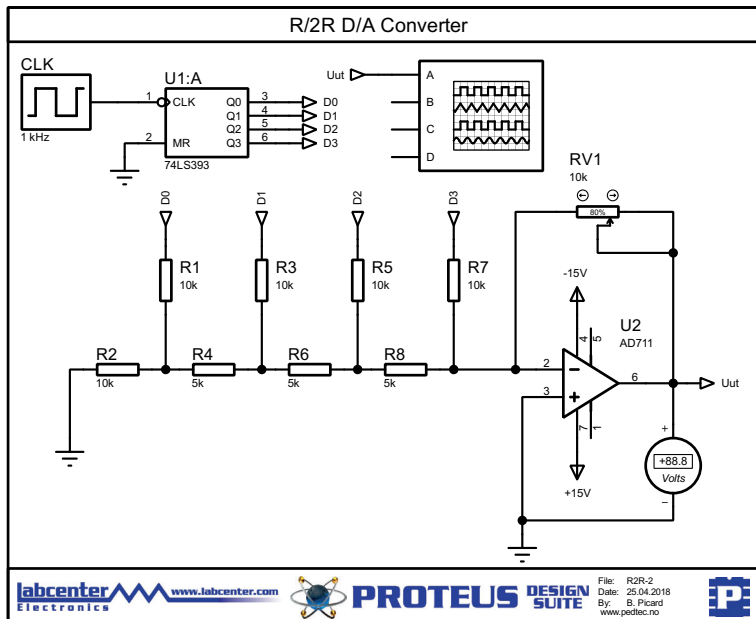 R/2R D/A Converter
CLK
1 kHz
U1:A
1
CLK
2
MR
Q0
Q1
Q2
Q3
3
4
5
6
D0
D1
D2
D3
74LS393
Uut
A
B
C
D
RV1
10k
80%
D0
D1
D2
D3
R1
10k
R3
10k
R5
10k
R7
10k
R2
10k
R4
5k
R6
5k
R8
5k
-15V
U2
AD711
4
5
2
3
6
7
1
+15V
Uut
+88.8
Volts
labcenter
Electronics
www.labcenter.com
PROTEUS DESIGN SUITE
File: R2R-2
Date: 25.04.2018
By: B. Picard
www.pedtec.no
P